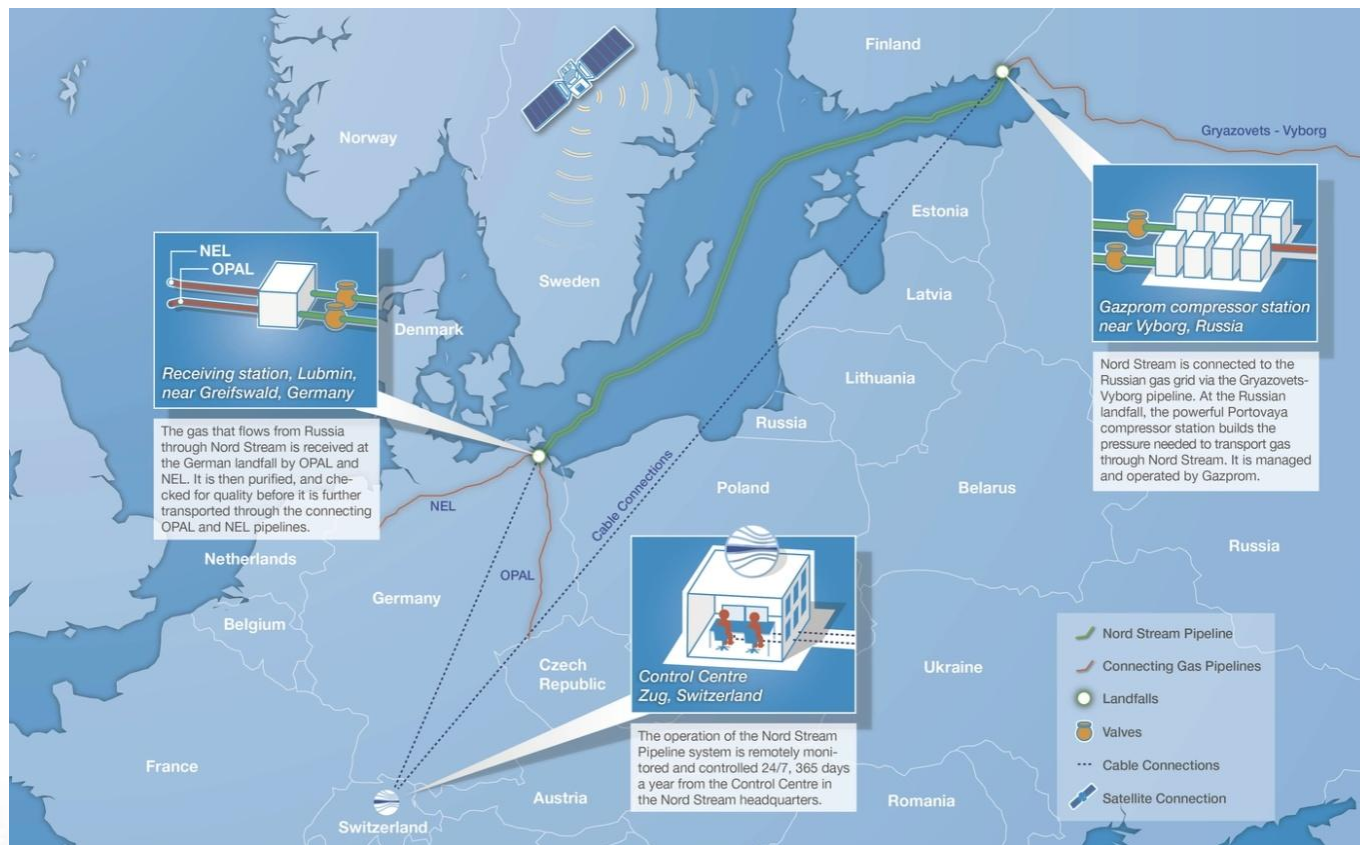 Finland
Norway
Gryazovets - Vyborg
Estonia
Sweden
NEL
OPAL
Denmark
Receiving station, Lubmin,
near Greifswald, Germany
The gas that flows from Russia
through Nord Stream is received at
the German landfall by OPAL and
NEL. It is then purified, and che-
cked for quality before it is further
transported through the connecting
OPAL and NEL pipelines.
Latvia
Lithuania
Russia
Gazprom compressor station
near Vyborg, Russia
Nord Stream is connected to the
Russian gas grid via the Gryazovets-
Vyborg pipeline. At the Russian
landfall, the powerful Portovaya
compressor station builds the
pressure needed to transport gas
through Nord Stream. It is managed
and operated by Gazprom.
Cable Connections
Poland
Belarus
NEL
Russia
Netherlands
OPAL
Germany
Belgium
Czech
Republic
Control Centre
Zug, Switzerland
The operation of the Nord Stream
Pipeline system is remotely moni-
tored and controlled 24/7, 365 days
a year from the Control Centre in
the Nord Stream headquarters.
Ukraine
France
Austria
Romania
Switzerland
Nord Stream Pipeline
Connecting Gas Pipelines
Landfalls
Valves
Cable Connections
Satellite Connection